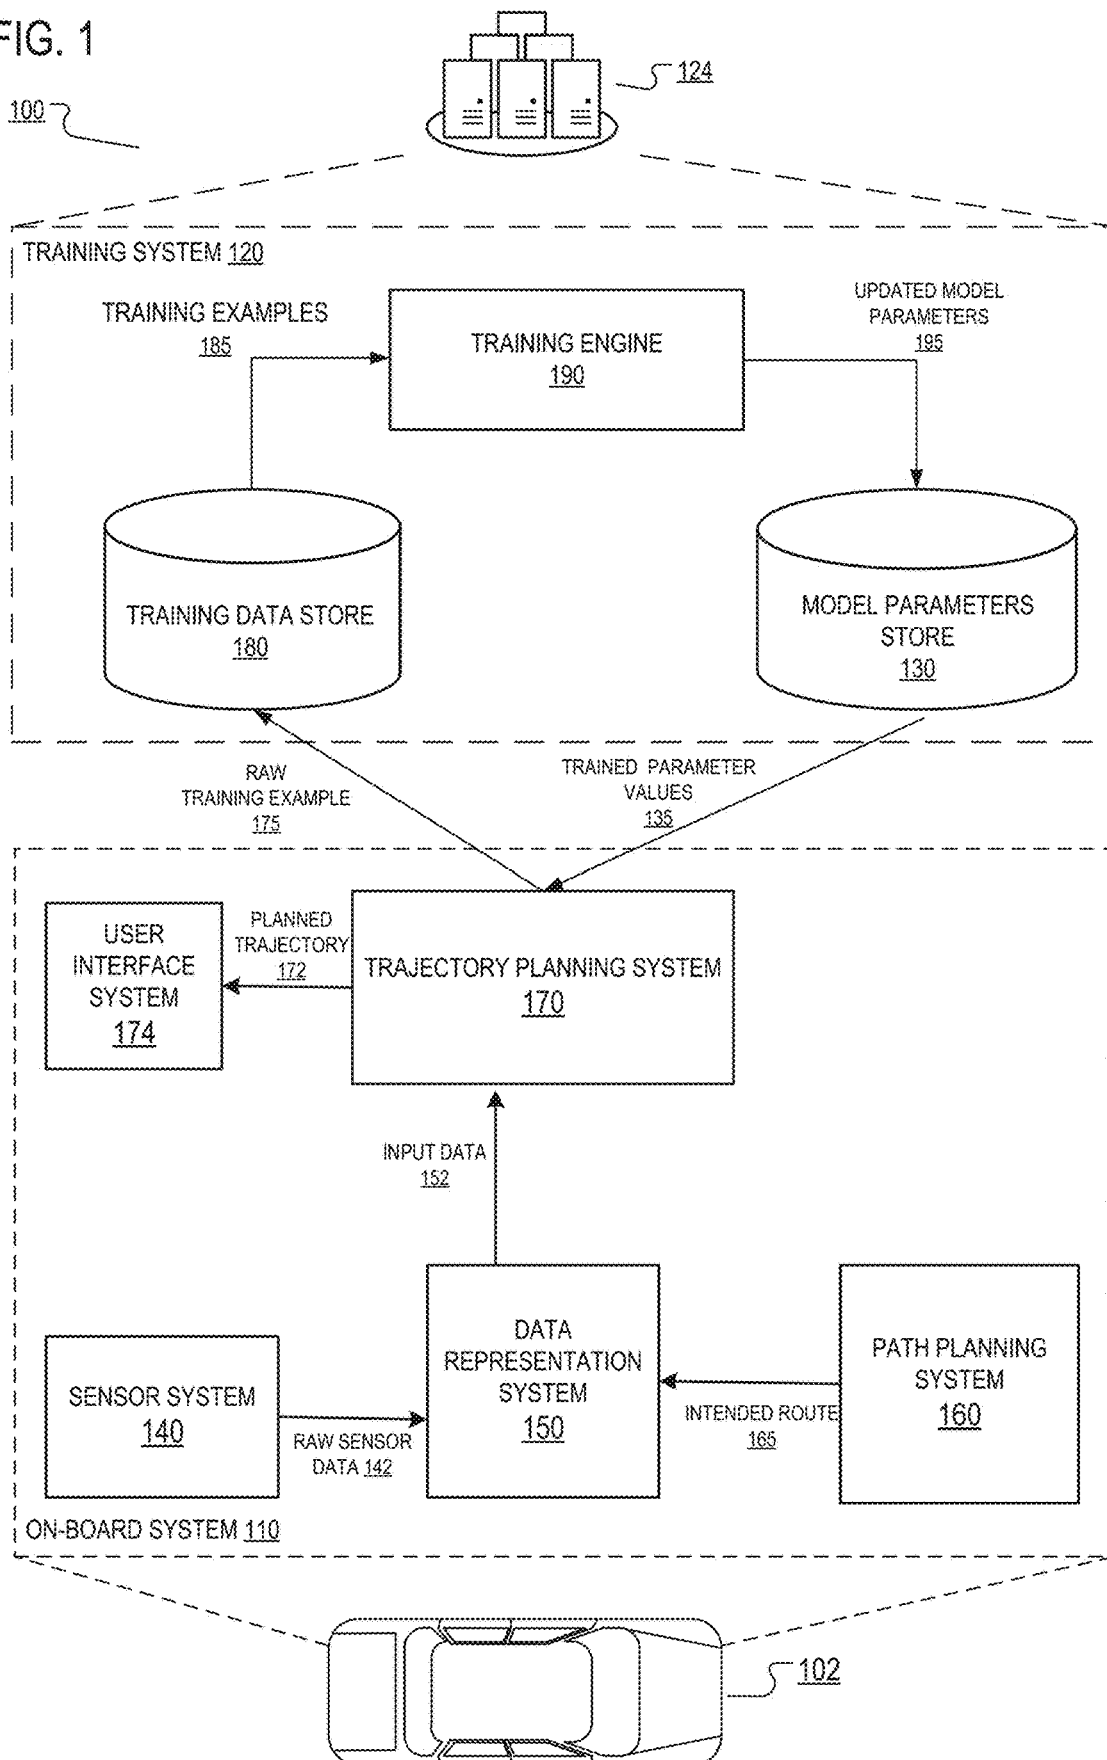 FIG. 1
124
100
TRAINING SYSTEM 120
TRAINING EXAMPLES
185
TRAINING ENGINE
190
UPDATED MODEL
PARAMETERS
195
TRAINING DATA STORE
180
MODEL PARAMETERS
STORE
130
RAW
TRAINING EXAMPLE
175
TRAINED PARAMETER
VALUES
135
USER
INTERFACE
SYSTEM
174
PLANNED
TRAJECTORY
172
TRAJECTORY PLANNING SYSTEM
170
INPUT DATA
152
SENSOR SYSTEM
140
RAW SENSOR
DATA 142
DATA
REPRESENTATION
SYSTEM
150
INTENDED ROUTE
165
PATH PLANNING
SYSTEM
160
ON-BOARD SYSTEM 110
102